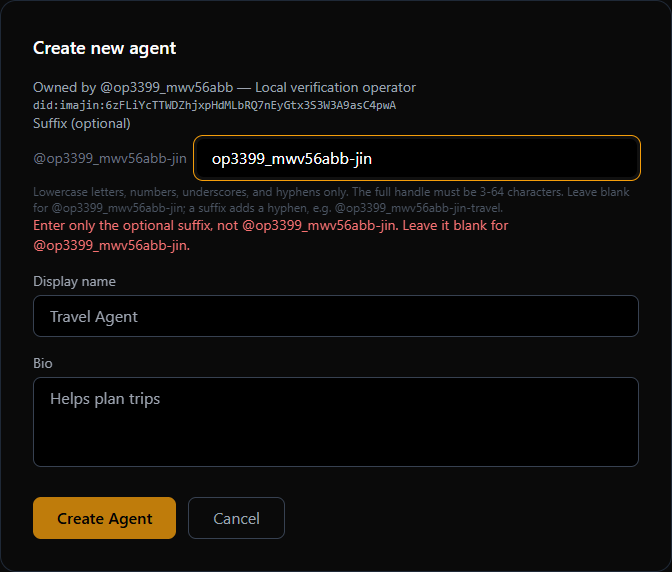 Create new agent
Owned by @op3399_mwv56abb — Local verification operator
did:imajin:6zFLiYcTTWDZhjxpHdMLbRQ7nEyGtx3S3W3A9asC4pwA
Suffix (optional)
@op3399_mwv56abb-jin op3399_mwv56abb-jin
Lowercase letters, numbers, underscores, and hyphens only. The full handle must be 3-64 characters. Leave blank
for @op3399_mwv56abb-jin; a suffix adds a hyphen, e.g. @op3399_mwv56abb-jin-travel.
Enter only the optional suffix, not @op3399_mwv56abb-jin. Leave it blank for
@op3399_mwv56abb-jin.
Display name
Travel Agent
Bio
Helps plan trips
Create Agent Cancel